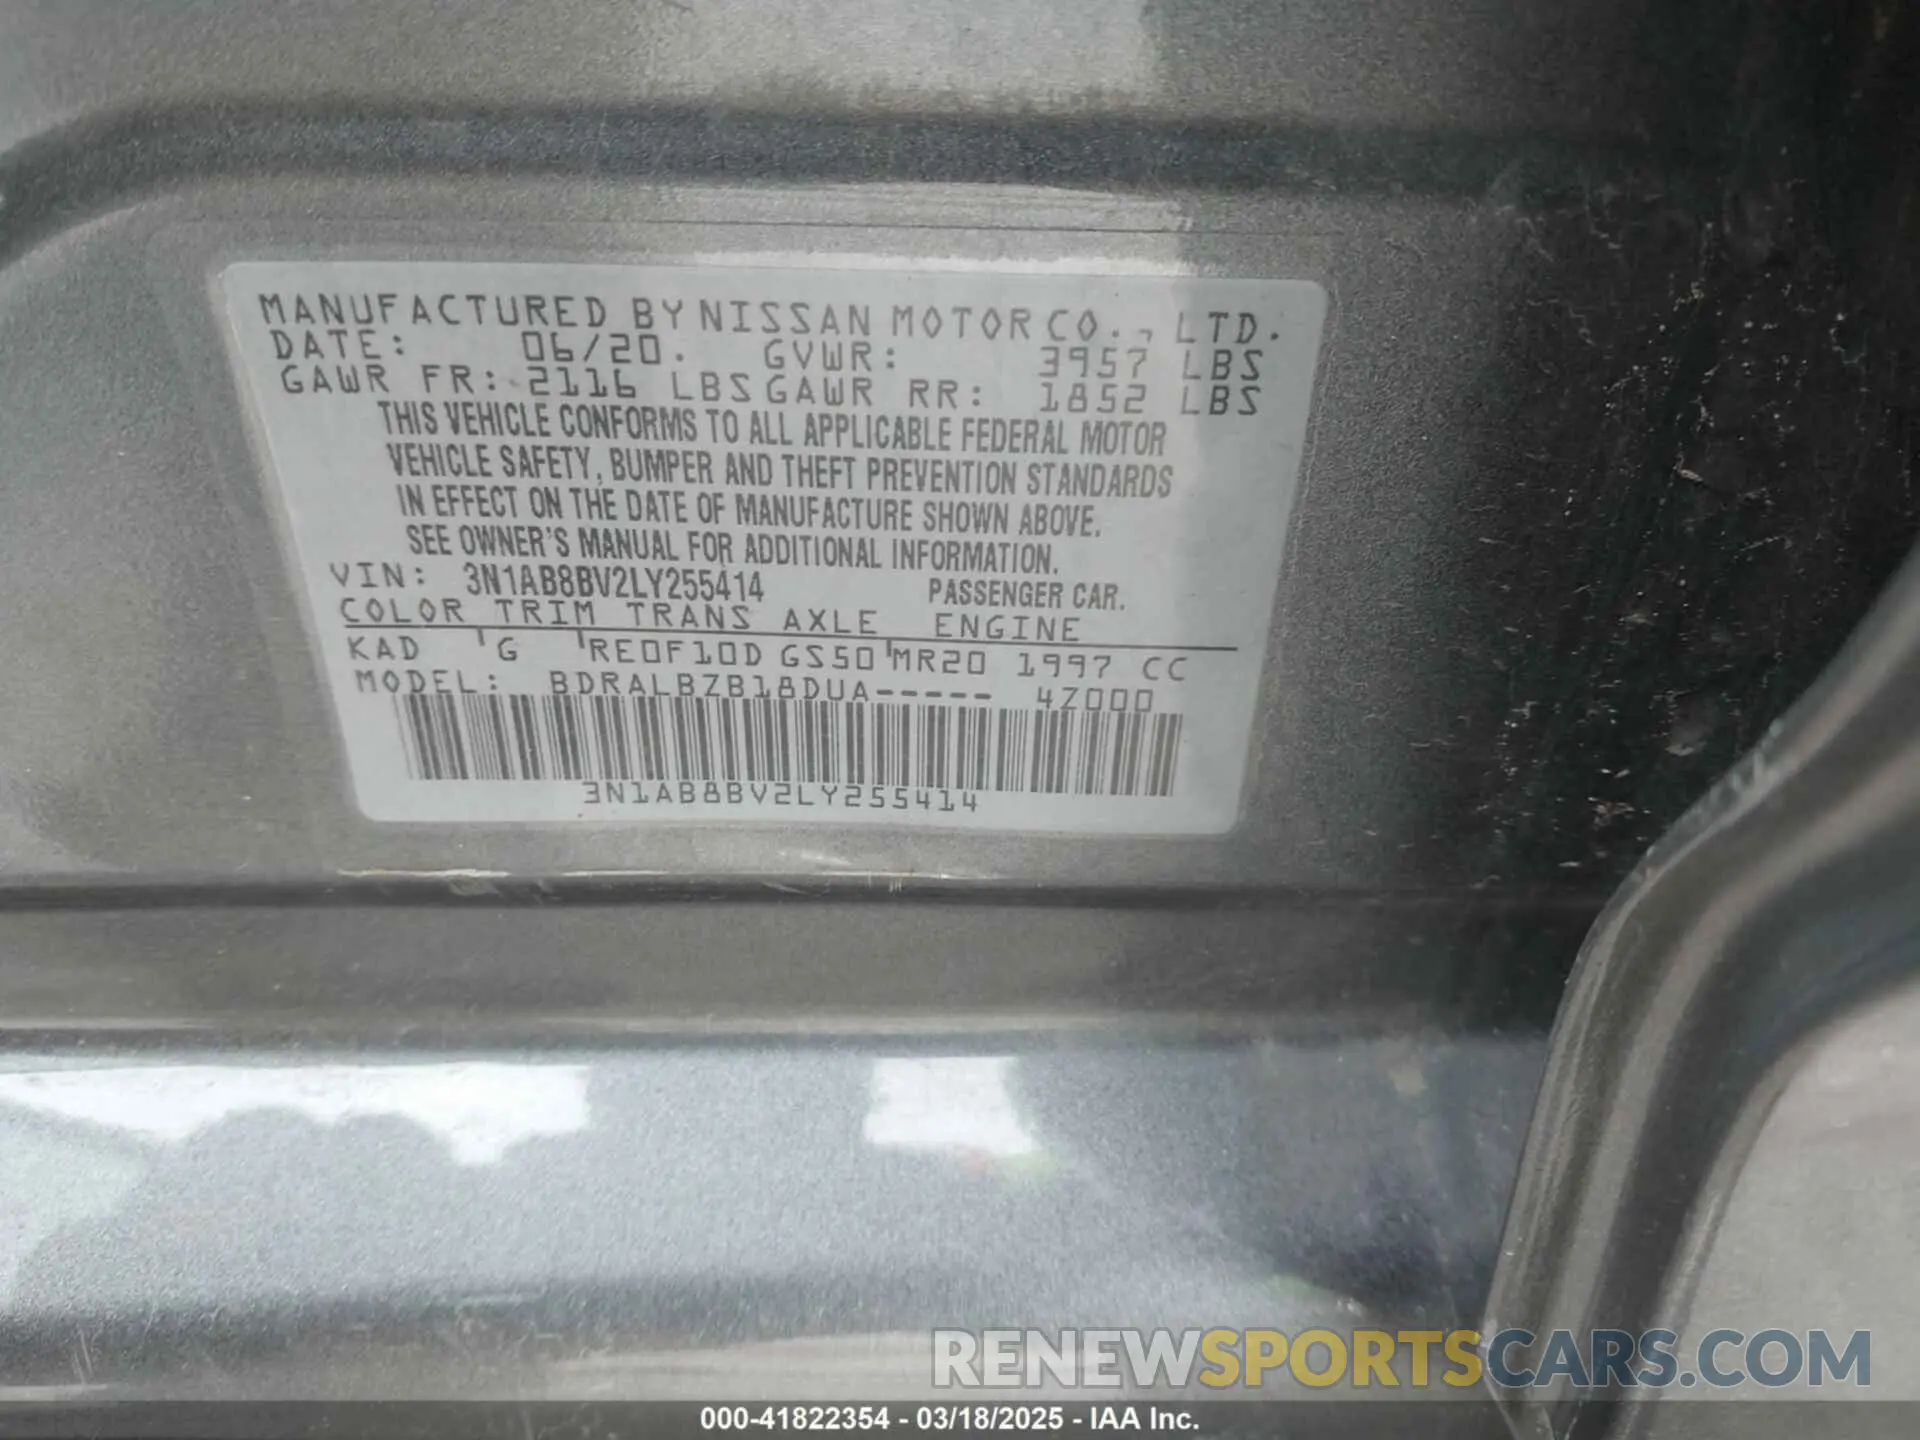 MANUFACTURED BY NISSAN MOTOR CO., LTD.
DATE: 06/20. GVWR: 3957 LBS
GAWR FR: 2116 LBS GAWR RR: 1852 LBS
THIS VEHICLE CONFORMS TO ALL APPLICABLE FEDERAL MOTOR
VEHICLE SAFETY, BUMPER AND THEFT PREVENTION STANDARDS
IN EFFECT ON THE DATE OF MANUFACTURE SHOWN ABOVE.
SEE OWNER'S MANUAL FOR ADDITIONAL INFORMATION.
VIN: 3N1AB8BV2LY255414 PASSENGER CAR.
COLOR TRIM TRANS AXLE ENGINE
KAD G RE0F10D GS50 MR20 1997 CC
MODEL: BDRALBZB18DUA----- 4Z000
3N1AB8BV2LY255414
RENEWSPORTSCARS.COM
000-41822354 - 03/18/2025 - IAA Inc.